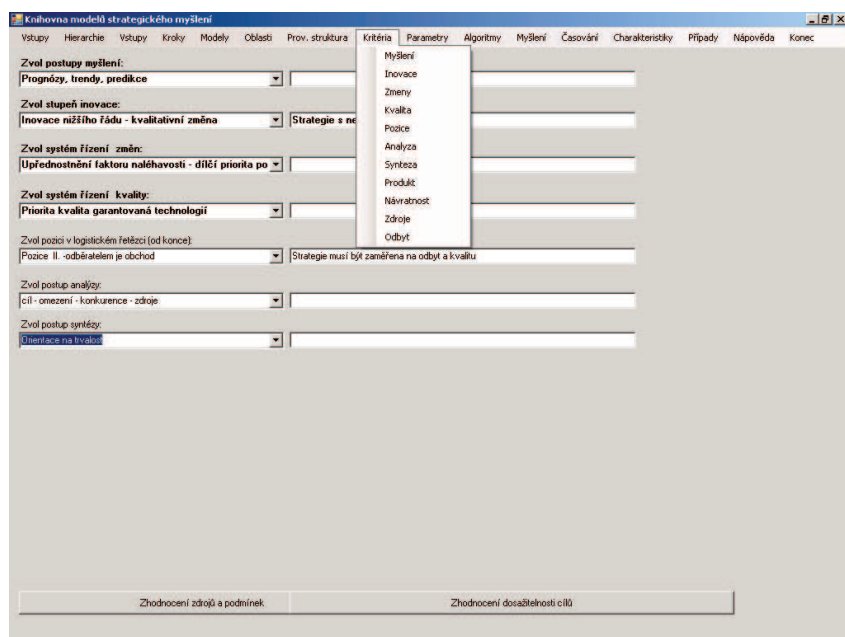 Knihovna modelů strategického myšlení
Vstupy Hierarchie Vstupy Kroky Modely Oblasti Prov. struktura Kritéria Parametry Algoritmy Myšlení Časování Charakteristiky Případy Nápověda Konec
Myšlení
Inovace
Zmeny
Kvalita
Pozice
Analyza
Synteza
Produkt
Návratnost
Zdroje
Odbyt
Zvol postupy myšlení:
Prognózy, trendy, predikce
Zvol stupeň inovace:
Inovace nižšího řádu - kvalitativní změna Strategie s ne
Zvol systém řízení změn:
Upřednostnění faktoru naléhavosti - dílčí priorita po
Zvol systém řízení kvality:
Priorita kvalita garantovaná technologií
Zvol pozici v logistickém řetězci (od konce):
Pozice II. -odběratelem je obchod Strategie musí být zaměřena na odbyt a kvalitu
Zvol postup analýzy:
cíl - omezení - konkurence - zdroje
Zvol postup syntézy:
Orientace na trvalost
Zhodnocení zdrojů a podmínek Zhodnocení dosažitelnosti cílů